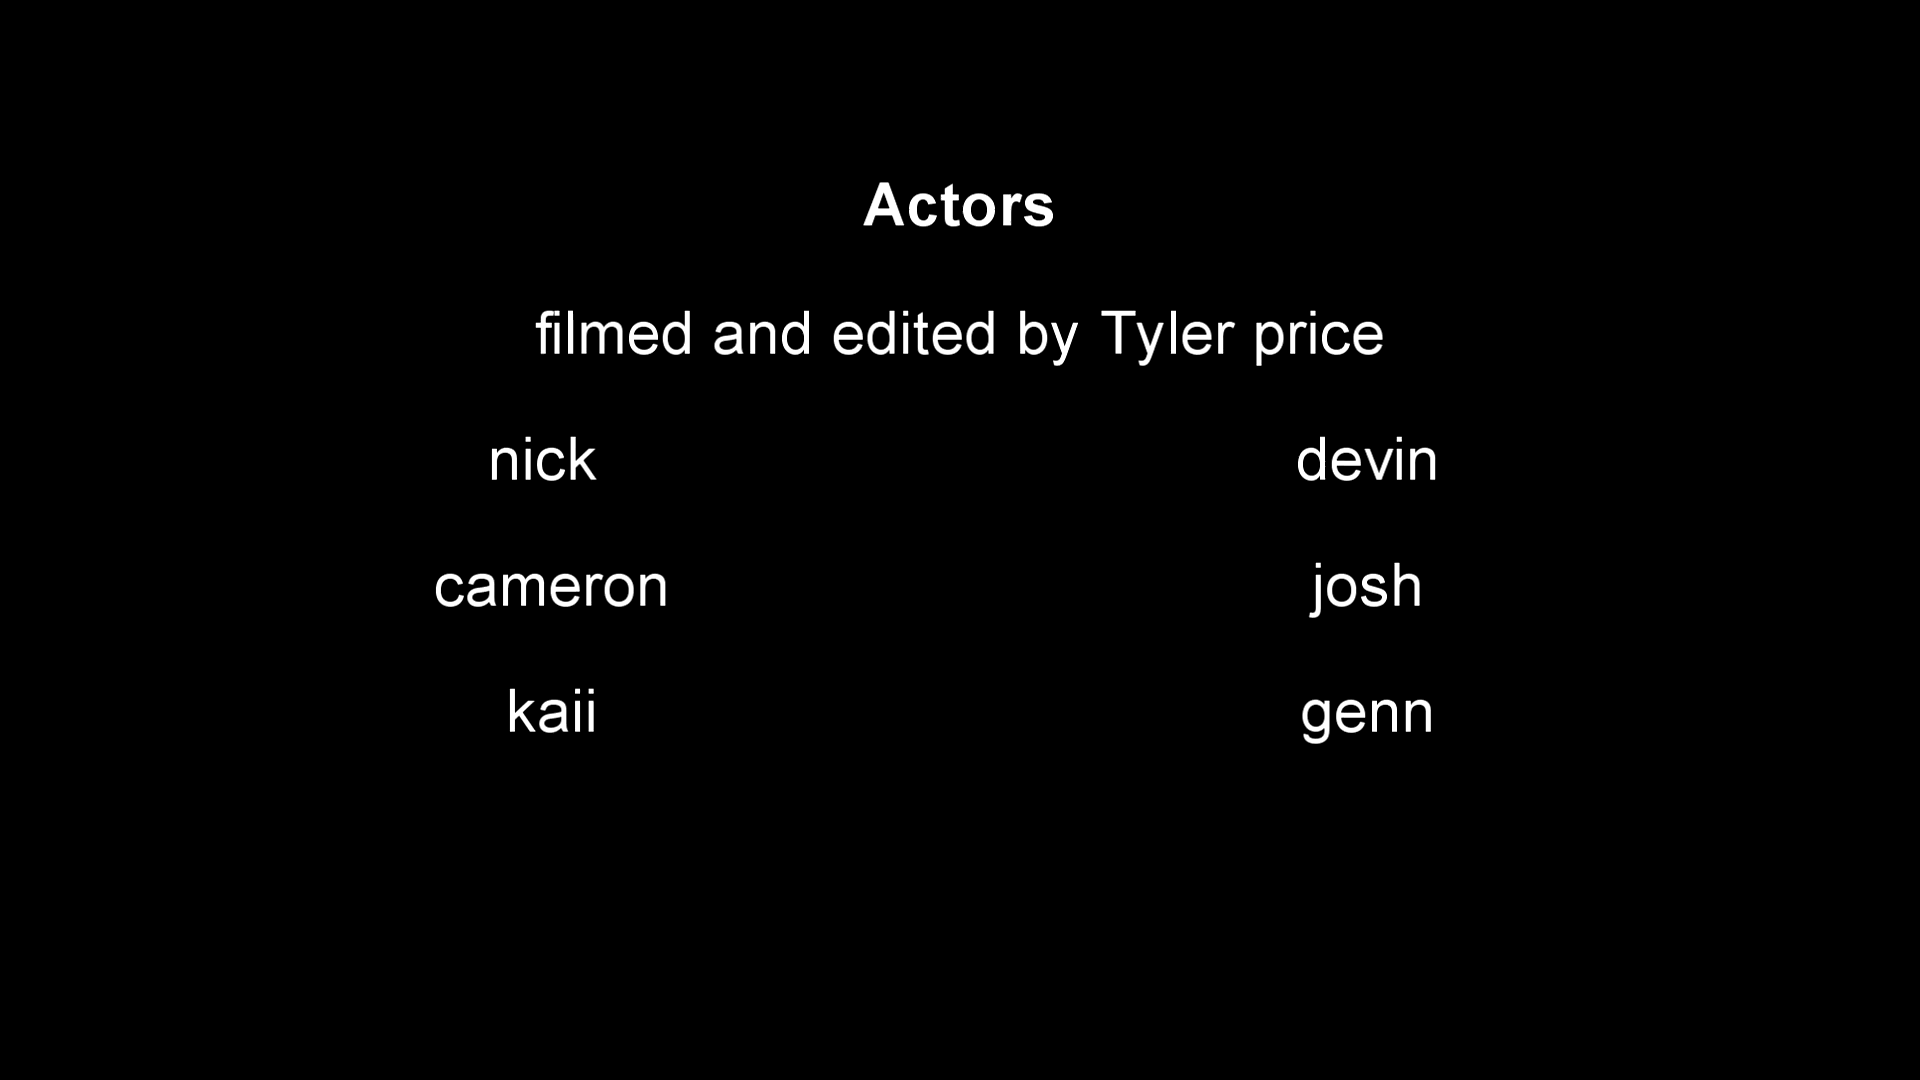 Actors
filmed and edited by Tyler price
nick devin
cameron josh
kaii genn